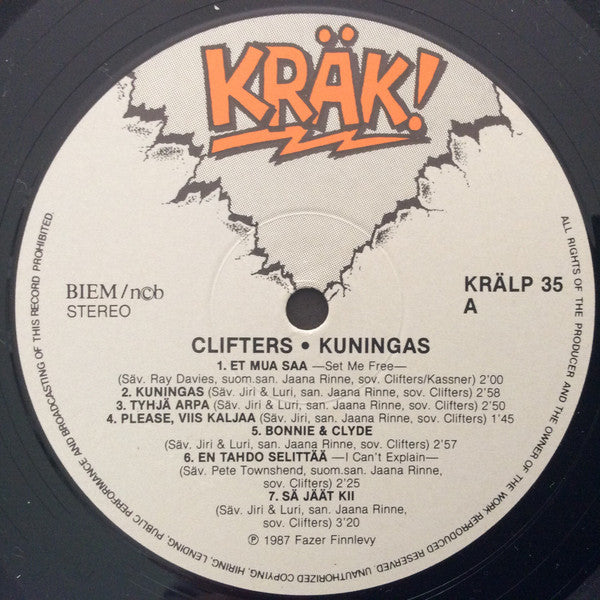 KRÄK!
BIEM/ncb
STEREO
KRÄLP 35
A
CLIFTERS • KUNINGAS
1. ET MUA SAA —Set Me Free—
(Säv. Ray Davies, suom.san. Jaana Rinne, sov. Clifters/Kassner) 2'00
2. KUNINGAS (Säv. Jiri & Luri, san. Jaana Rinne, sov. Clifters) 2'58
3. TYHJÄ ARPA (Säv. Jiri & Luri, san. Jaana Rinne, sov. Clifters) 2'50
4. PLEASE, VIIS KALJAA (Säv. Jiri & Luri, san. Jaana Rinne, sov. Clifters) 1'45
5. BONNIE & CLYDE
(Säv. Jiri & Luri, san. Jaana Rinne, sov. Clifters) 2'57
6. EN TAHDO SELITTÄÄ —I Can't Explain—
(Säv. Pete Townshend, suom.san. Jaana Rinne,
sov. Clifters) 2'25
7. SÄ JÄÄT KII
(Säv. Jiri & Luri, san. Jaana Rinne,
sov. Clifters) 3'20
℗ 1987 Fazer Finnlevy
ALL RIGHTS OF THE PRODUCER AND THE OWNER OF THE WORK REPRODUCED RESERVED. UNAUTHORIZED COPYING, HIRING, LENDING, PUBLIC PERFORMANCE AND BROADCASTING OF THIS RECORD PROHIBITED.